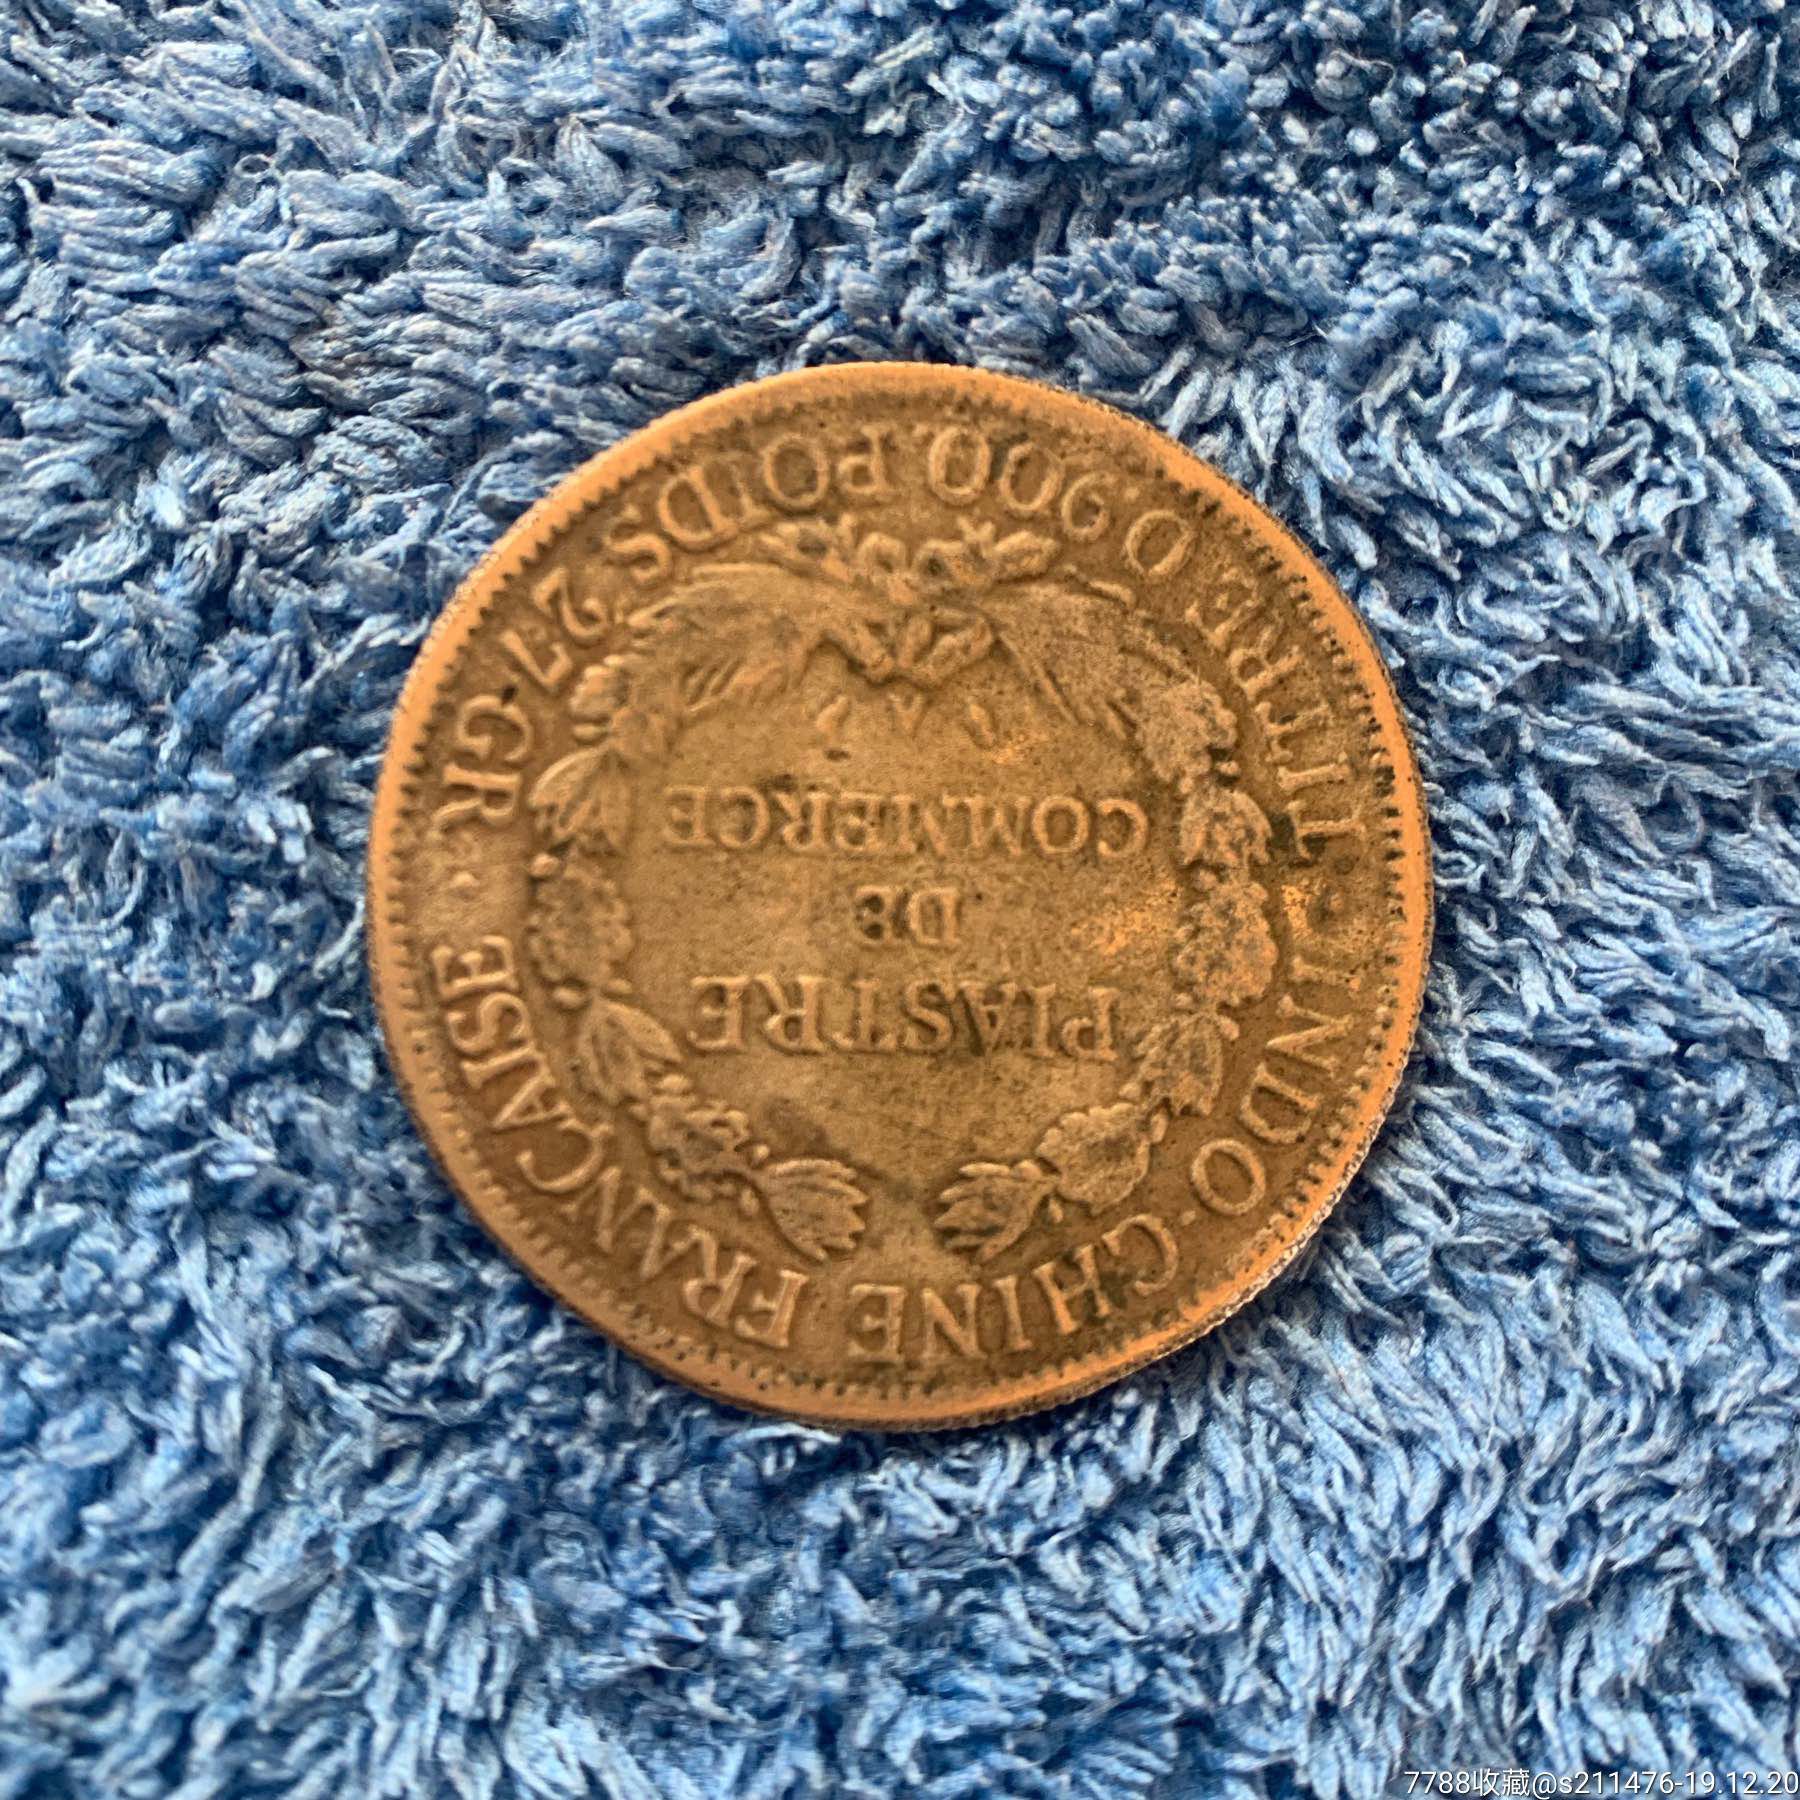 INDO-CHINE FRANÇAISE
PIASTRE
DE
COMMERCE
A
TITRE 0.900. POIDS 27·GR·
7788收藏@s211476-19.12.20